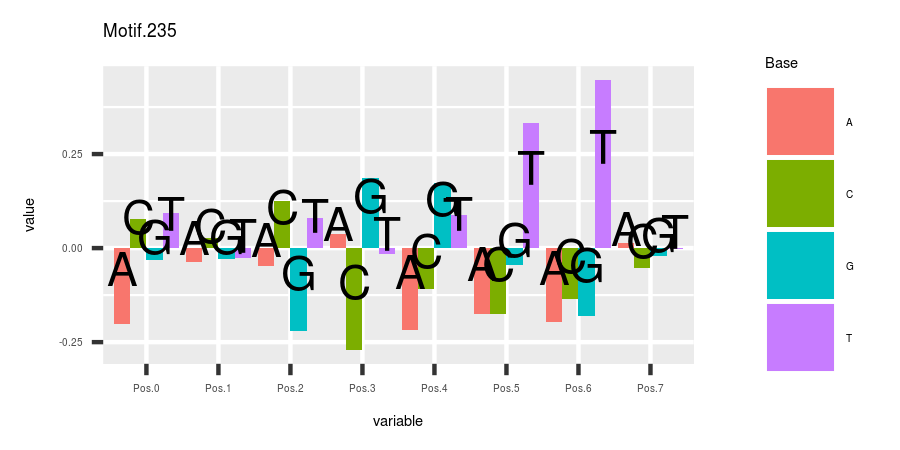 Motif.235
value
0.25
0.00
-0.25
A C G T A C G T A C G T A C G T A C G T A C G T A C G T A C G T
Pos.0 Pos.1 Pos.2 Pos.3 Pos.4 Pos.5 Pos.6 Pos.7
variable
Base
A
C
G
T